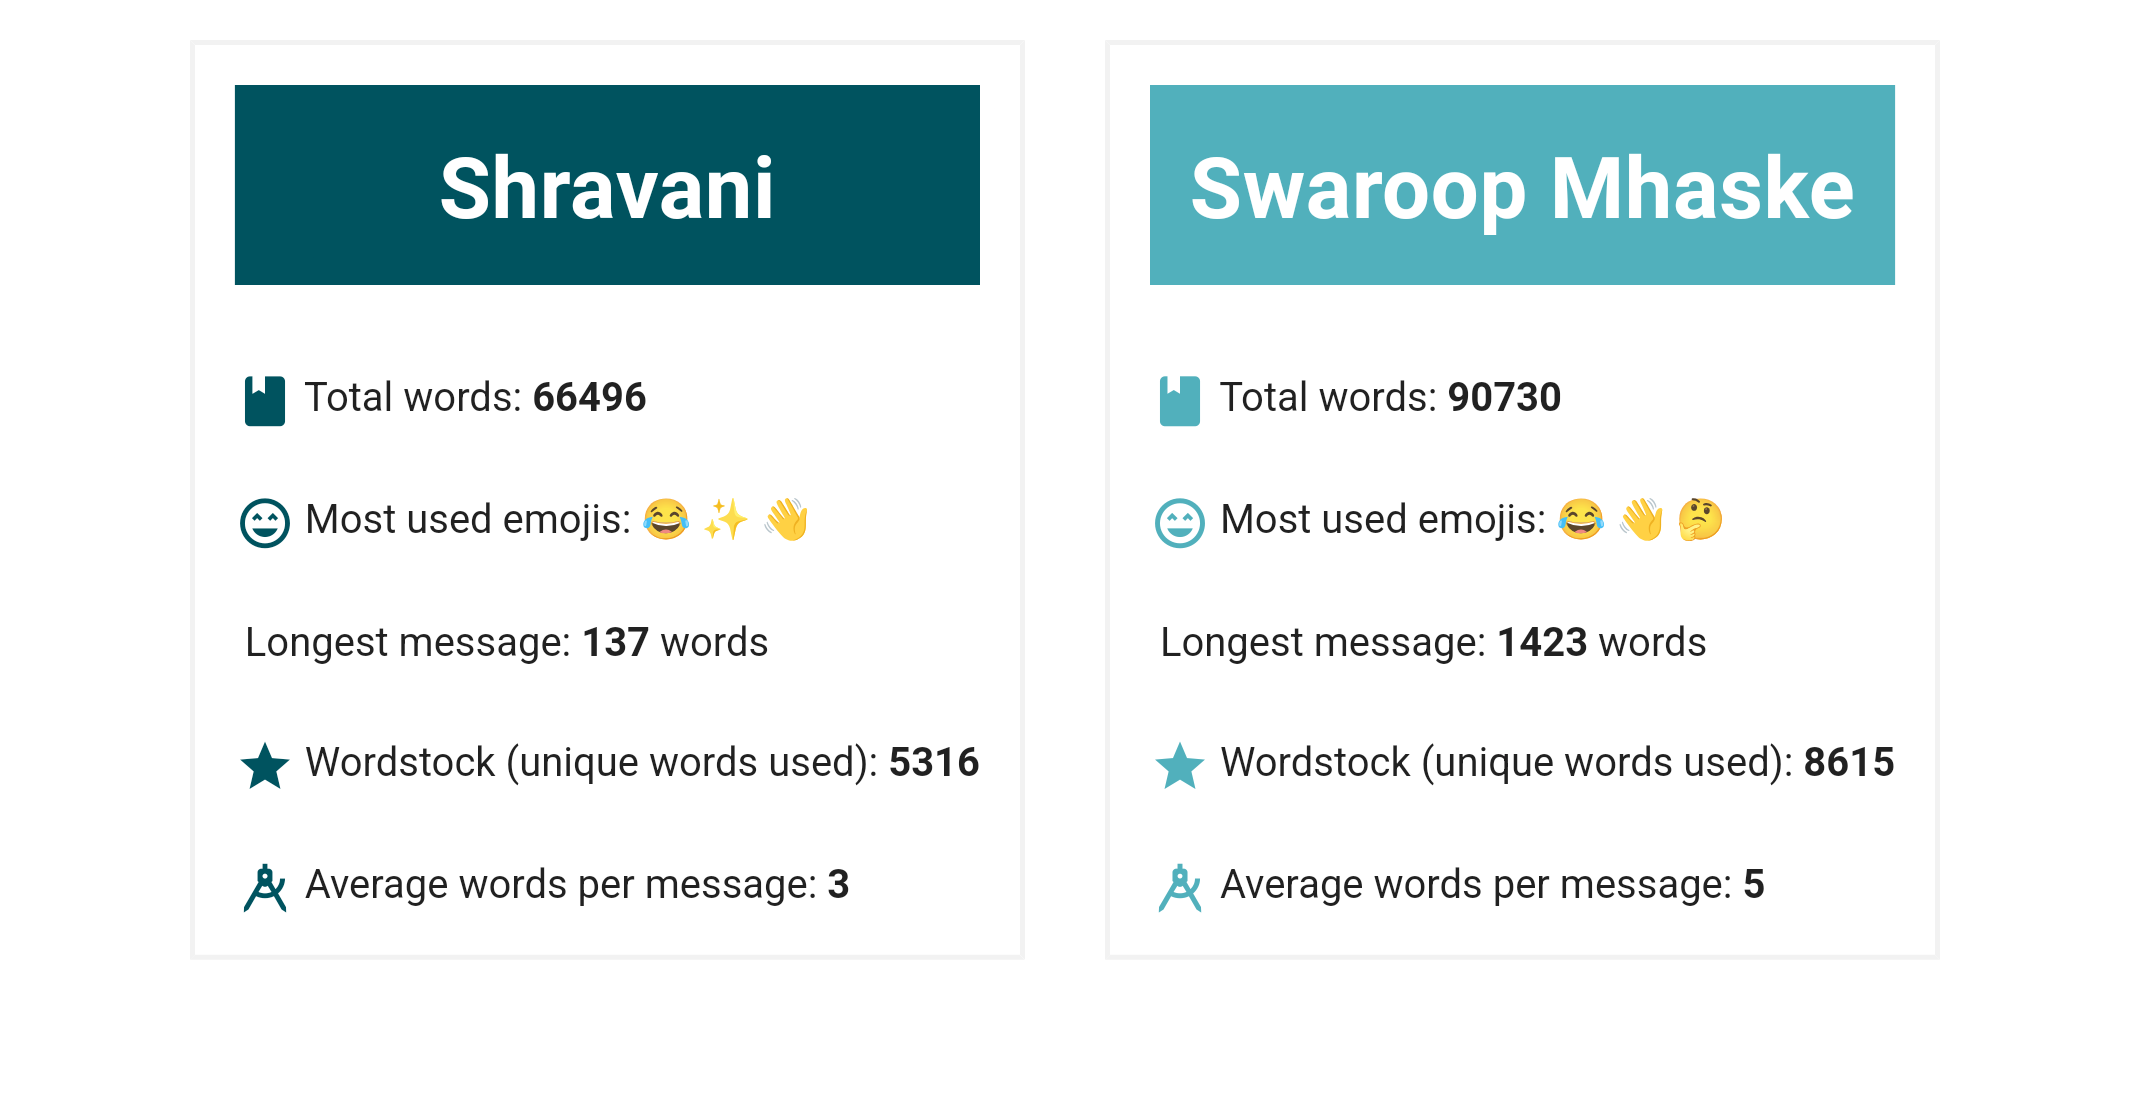 Shravani
Total words: 66496
Most used emojis: 😂 ✨ 👋
Longest message: 137 words
Wordstock (unique words used): 5316
Average words per message: 3
Swaroop Mhaske
Total words: 90730
Most used emojis: 😂 👋 🤔
Longest message: 1423 words
Wordstock (unique words used): 8615
Average words per message: 5